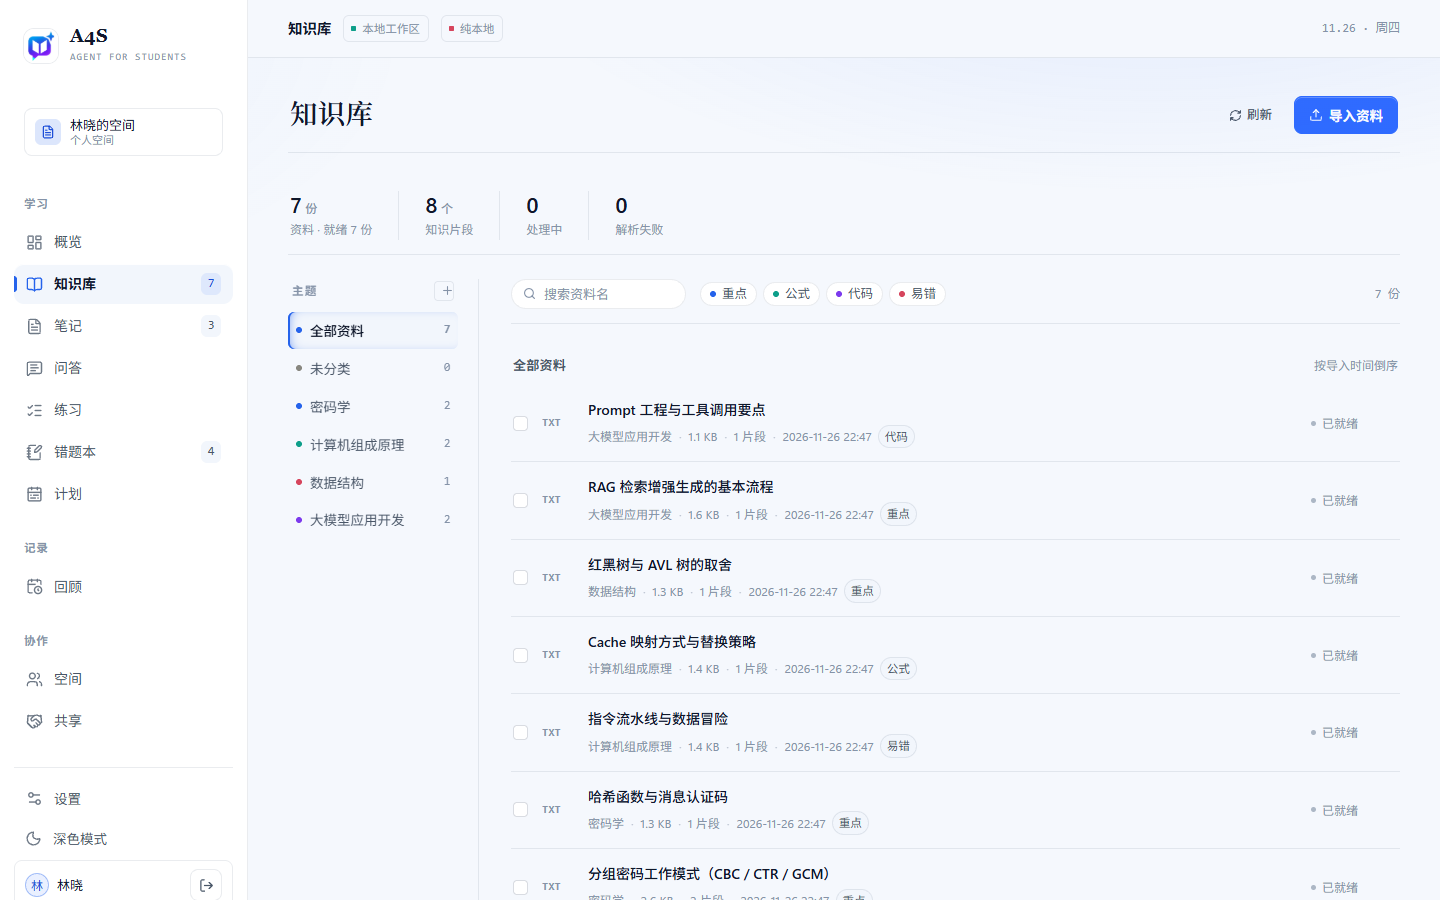 A4S
AGENT FOR STUDENTS
林晓的空间
个人空间
学习
概览
知识库 7
笔记 3
问答
练习
错题本 4
计划
记录
回顾
协作
空间
共享
设置
深色模式
林 林晓
知识库 本地工作区 纯本地 11.26 · 周四
知识库 刷新 导入资料
7 份 8 个 0 0
资料 · 就绪 7 份 知识片段 处理中 解析失败
主题
全部资料 7
未分类 0
密码学 2
计算机组成原理 2
数据结构 1
大模型应用开发 2
搜索资料名 重点 公式 代码 易错 7 份
全部资料 按导入时间倒序
TXT Prompt 工程与工具调用要点 已就绪
大模型应用开发 · 1.1 KB · 1 片段 · 2026-11-26 22:47 代码
TXT RAG 检索增强生成的基本流程 已就绪
大模型应用开发 · 1.6 KB · 1 片段 · 2026-11-26 22:47 重点
TXT 红黑树与 AVL 树的取舍 已就绪
数据结构 · 1.3 KB · 1 片段 · 2026-11-26 22:47 重点
TXT Cache 映射方式与替换策略 已就绪
计算机组成原理 · 1.4 KB · 1 片段 · 2026-11-26 22:47 公式
TXT 指令流水线与数据冒险 已就绪
计算机组成原理 · 1.4 KB · 1 片段 · 2026-11-26 22:47 易错
TXT 哈希函数与消息认证码 已就绪
密码学 · 1.3 KB · 1 片段 · 2026-11-26 22:47 重点
TXT 分组密码工作模式（CBC / CTR / GCM） 已就绪